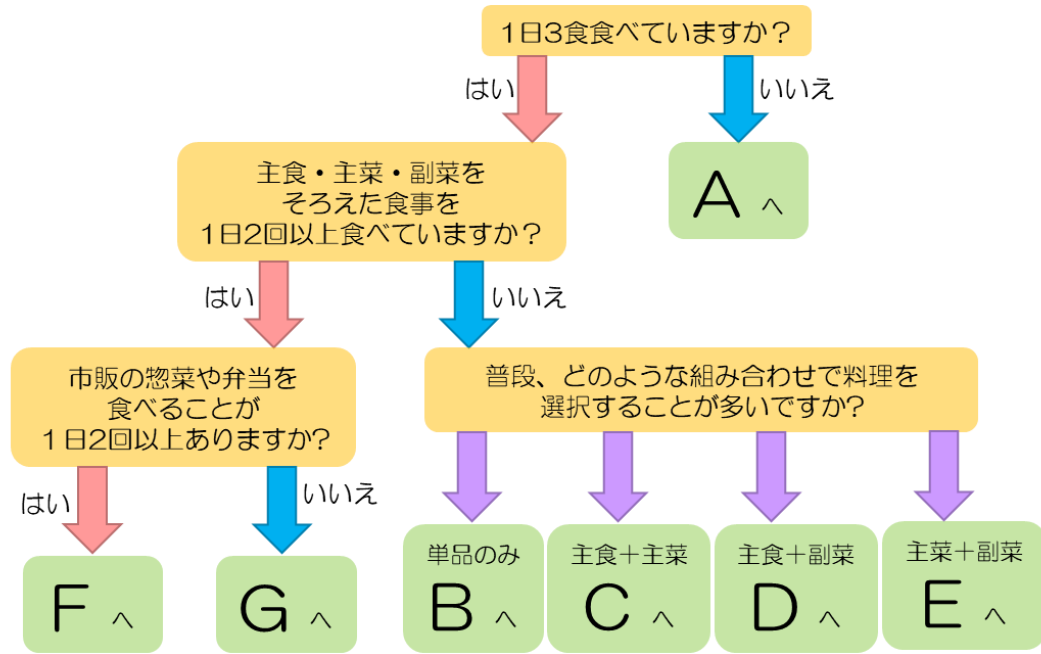 1日3食食べていますか？
はい
いいえ
主食・主菜・副菜を
そろえた食事を
1日2回以上食べていますか？
A へ
はい
いいえ
市販の惣菜や弁当を
食べることが
1日2回以上ありますか?
普段、どのような組み合わせで料理を
選択することが多いですか?
はい
いいえ
F へ
G へ
単品のみ
B へ
主食＋主菜
C へ
主食＋副菜
D へ
主菜＋副菜
E へ